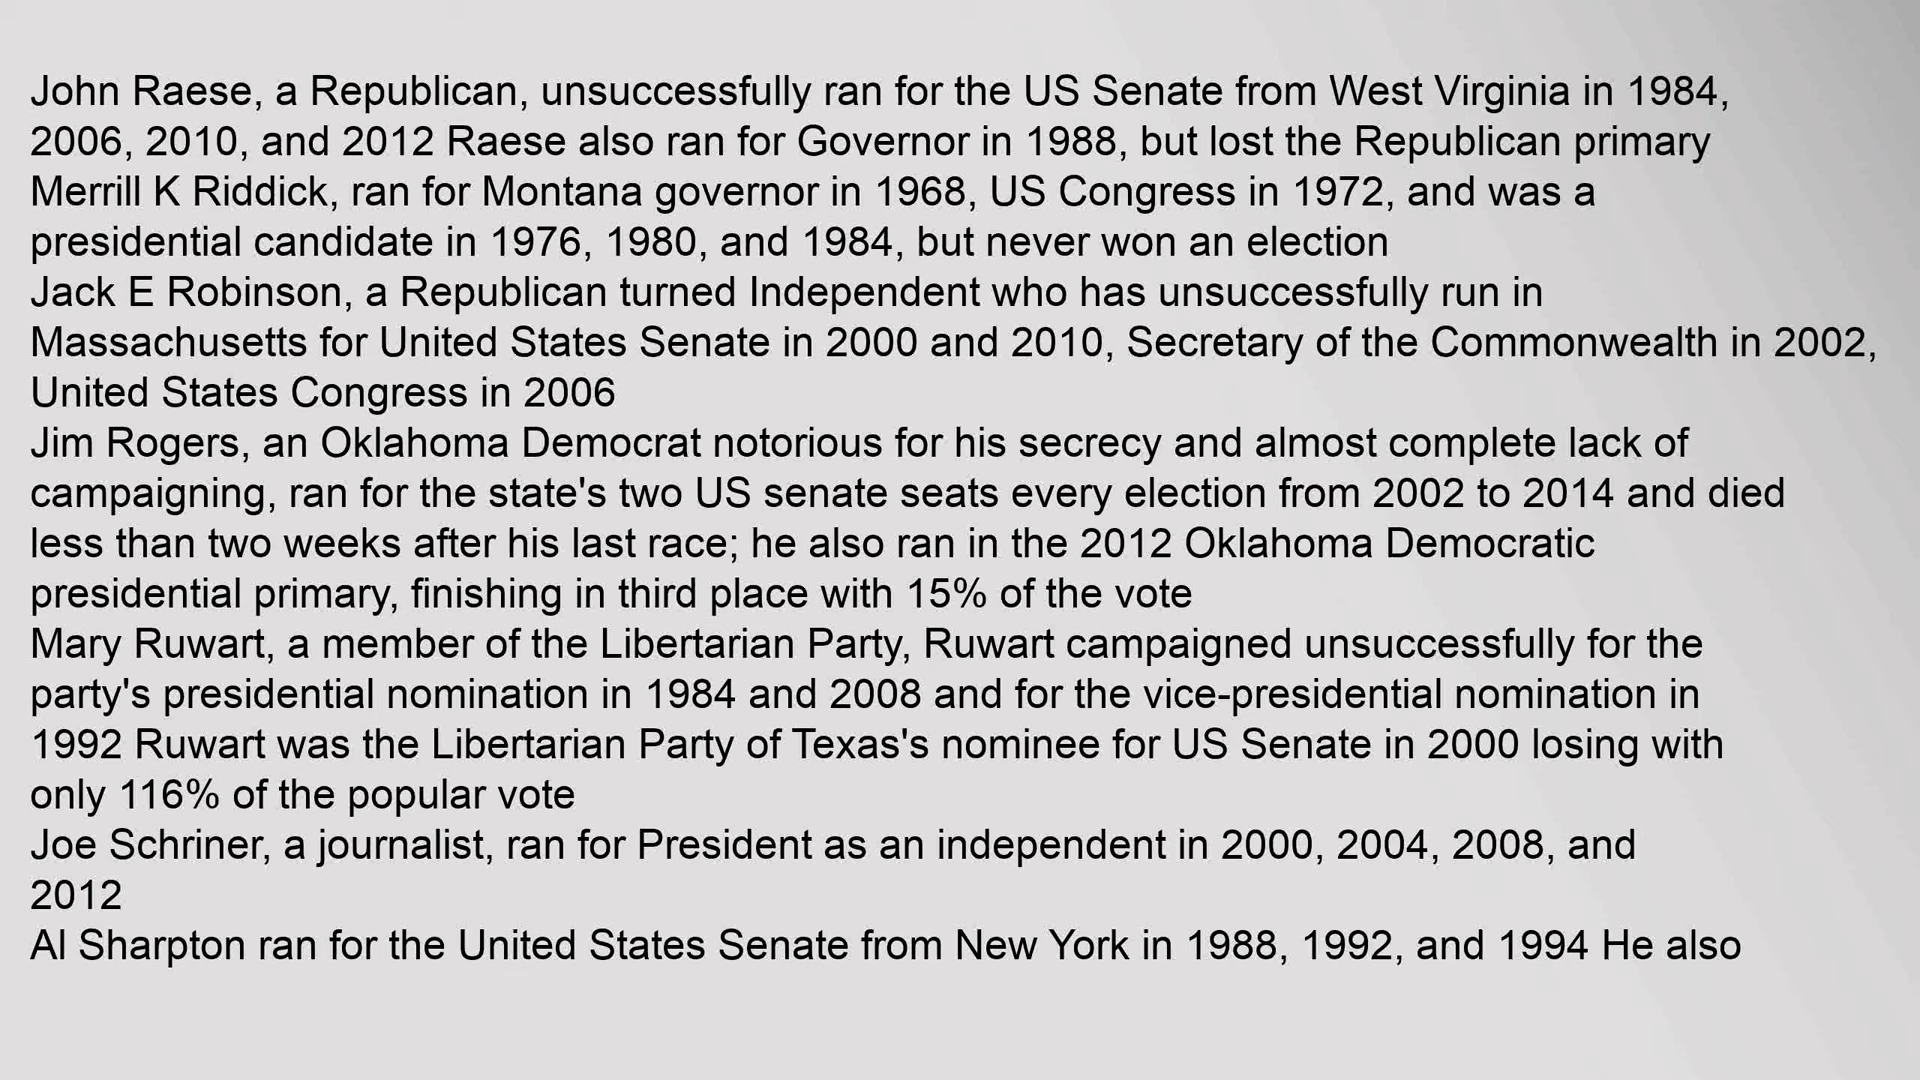 John Raese, a Republican, unsuccessfully ran for the US Senate from West Virginia in 1984,
2006, 2010, and 2012 Raese also ran for Governor in 1988, but lost the Republican primary
Merrill K Riddick, ran for Montana governor in 1968, US Congress in 1972, and was a
presidential candidate in 1976, 1980, and 1984, but never won an election
Jack E Robinson, a Republican turned Independent who has unsuccessfully run in
Massachusetts for United States Senate in 2000 and 2010, Secretary of the Commonwealth in 2002,
United States Congress in 2006
Jim Rogers, an Oklahoma Democrat notorious for his secrecy and almost complete lack of
campaigning, ran for the state's two US senate seats every election from 2002 to 2014 and died
less than two weeks after his last race; he also ran in the 2012 Oklahoma Democratic
presidential primary, finishing in third place with 15% of the vote
Mary Ruwart, a member of the Libertarian Party, Ruwart campaigned unsuccessfully for the
party's presidential nomination in 1984 and 2008 and for the vice-presidential nomination in
1992 Ruwart was the Libertarian Party of Texas's nominee for US Senate in 2000 losing with
only 116% of the popular vote
Joe Schriner, a journalist, ran for President as an independent in 2000, 2004, 2008, and
2012
Al Sharpton ran for the United States Senate from New York in 1988, 1992, and 1994 He also